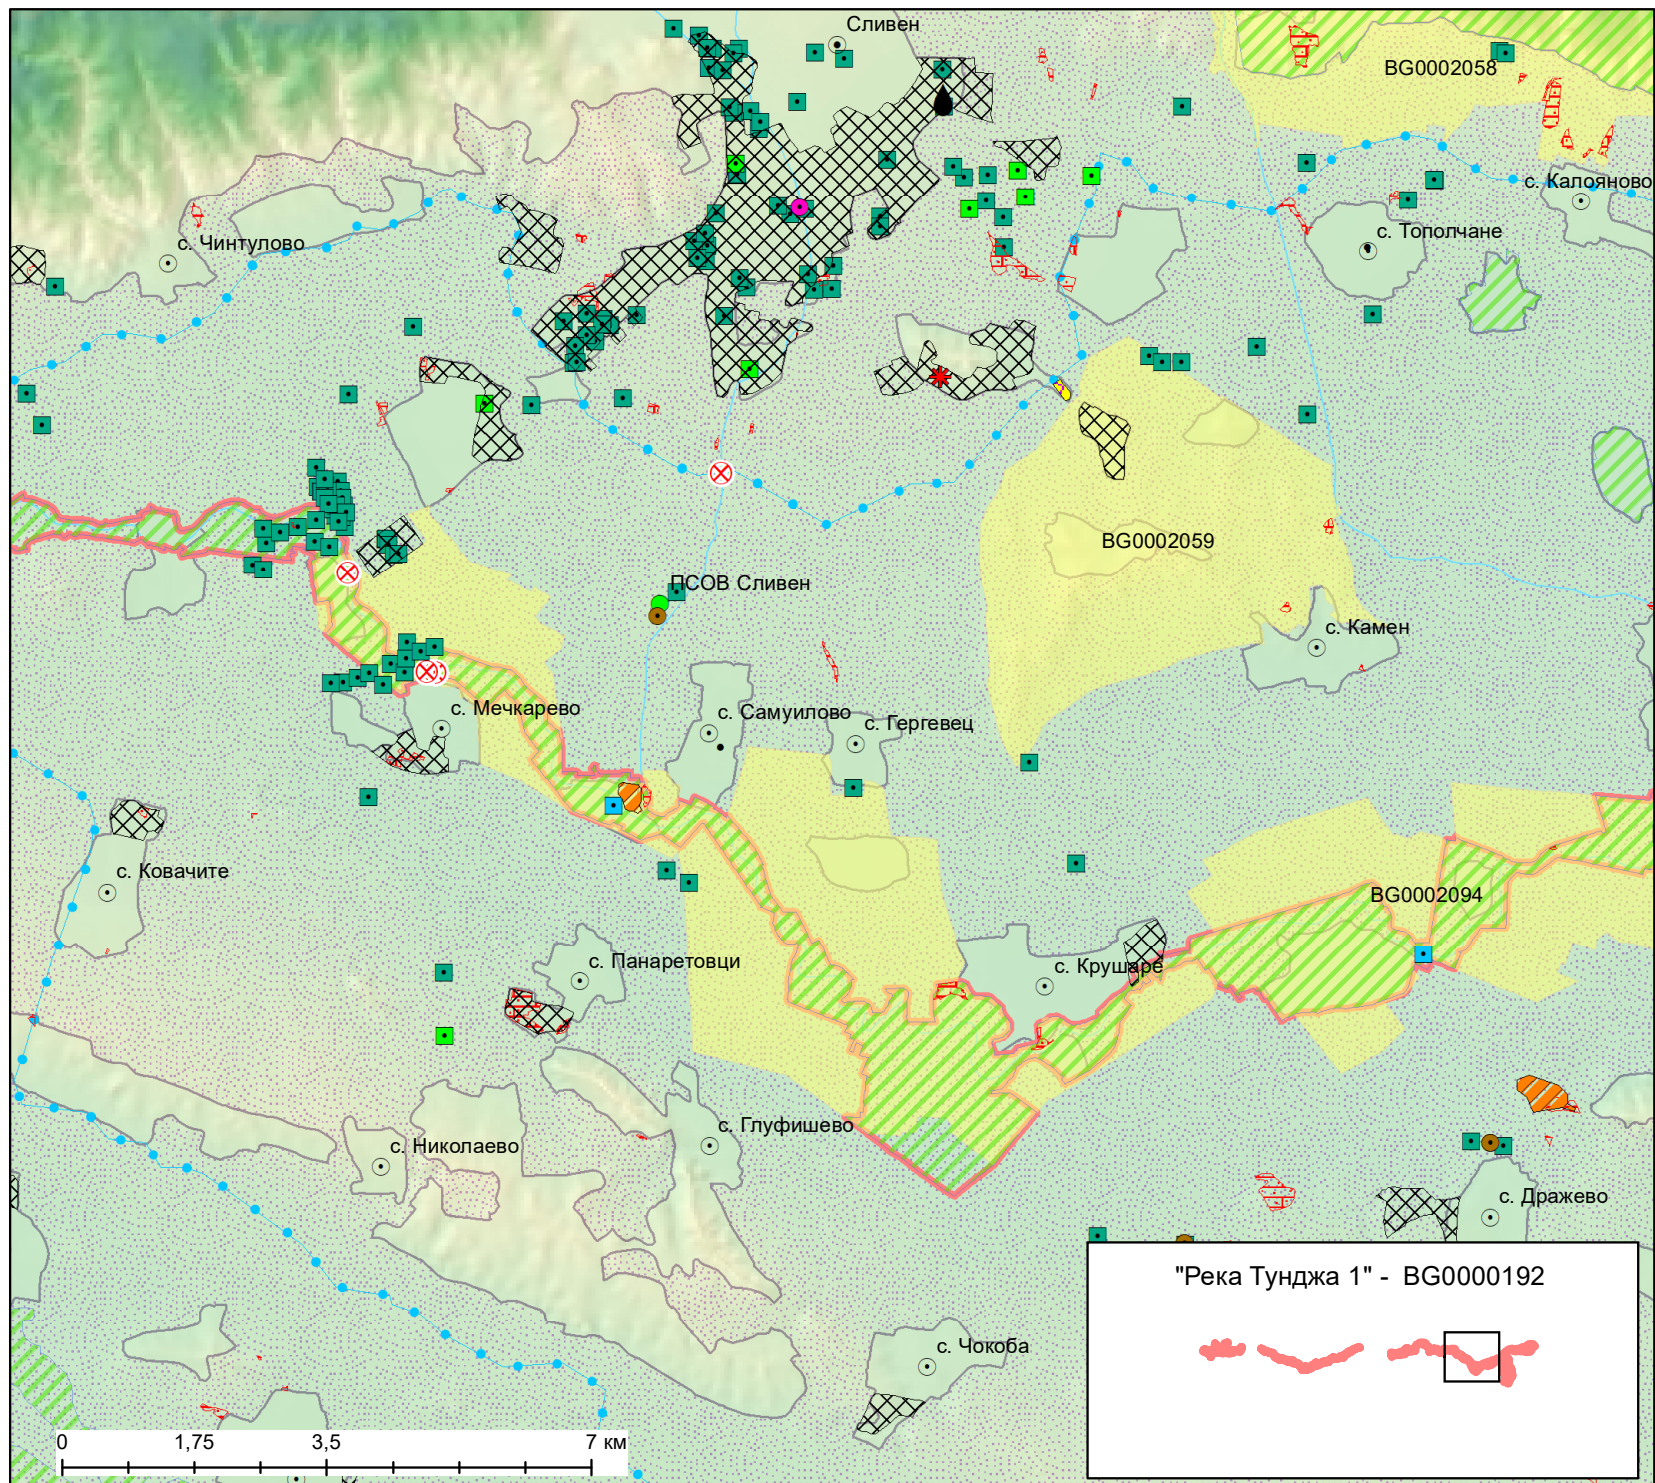 Сливен
BG0002058
с. Калояново
с. Тополчане
с. Чинтулово
BG0002059
ПСОВ Сливен
с. Камен
с. Мечкарево
с. Самуилово
с. Гергевец
с. Ковачите
BG0002094
с. Панаретовци
с. Крушаре
с. Глуфишево
с. Николаево
с. Дражево
"Река Тунджа 1" - BG0000192
с. Чокоба
0 1,75 3,5 7 км